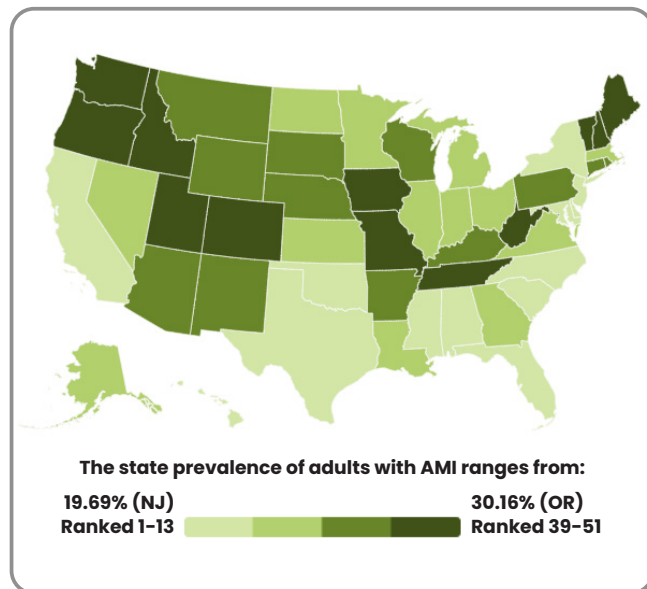 The state prevalence of adults with AMI ranges from:
19.69% (NJ)
Ranked 1-13
30.16% (OR)
Ranked 39-51